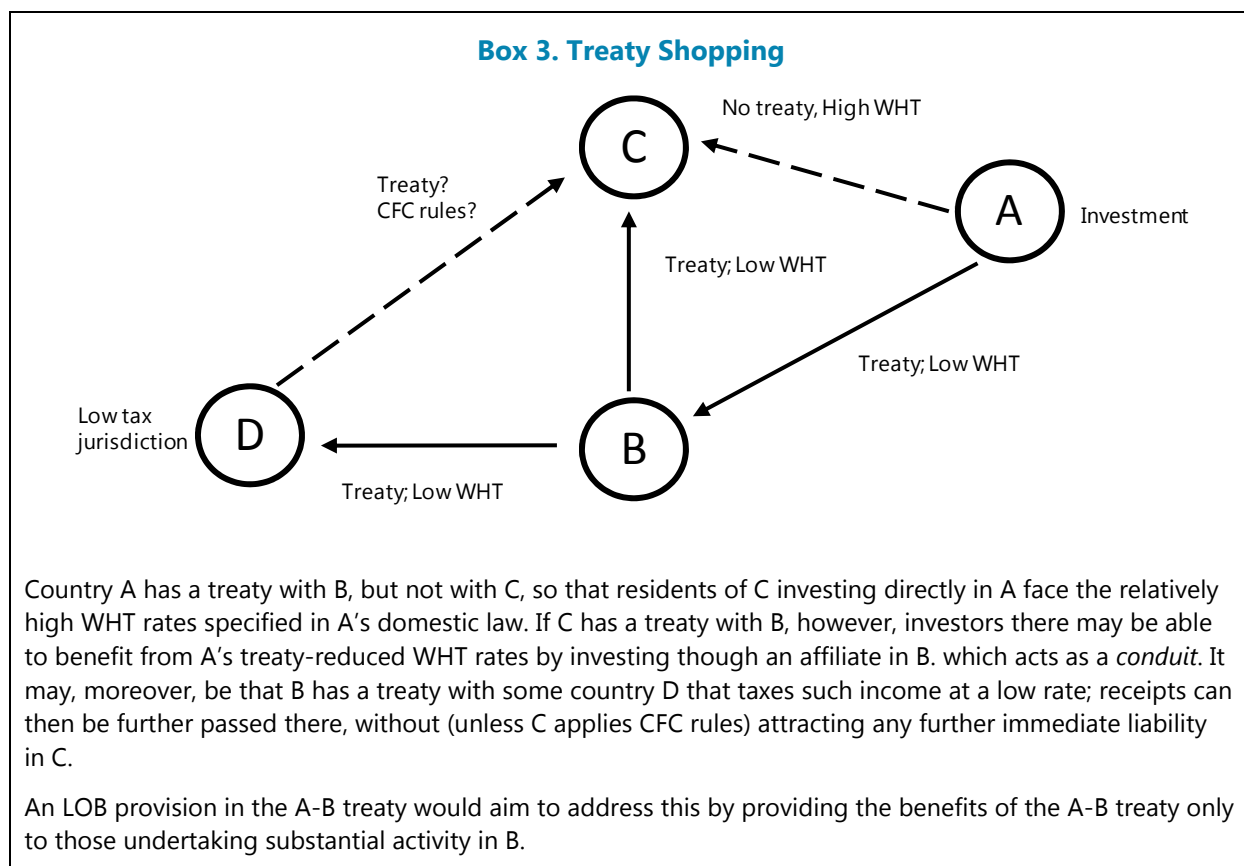 Box 3. Treaty Shopping
No treaty, High WHT
C
Treaty?
CFC rules?
A
Investment
Treaty; Low WHT
Treaty; Low WHT
Low tax
jurisdiction
D
B
Treaty; Low WHT
Country A has a treaty with B, but not with C, so that residents of C investing directly in A face the relatively
high WHT rates specified in A’s domestic law. If C has a treaty with B, however, investors there may be able
to benefit from A’s treaty-reduced WHT rates by investing though an affiliate in B. which acts as a conduit. It
may, moreover, be that B has a treaty with some country D that taxes such income at a low rate; receipts can
then be further passed there, without (unless C applies CFC rules) attracting any further immediate liability
in C.
An LOB provision in the A-B treaty would aim to address this by providing the benefits of the A-B treaty only
to those undertaking substantial activity in B.